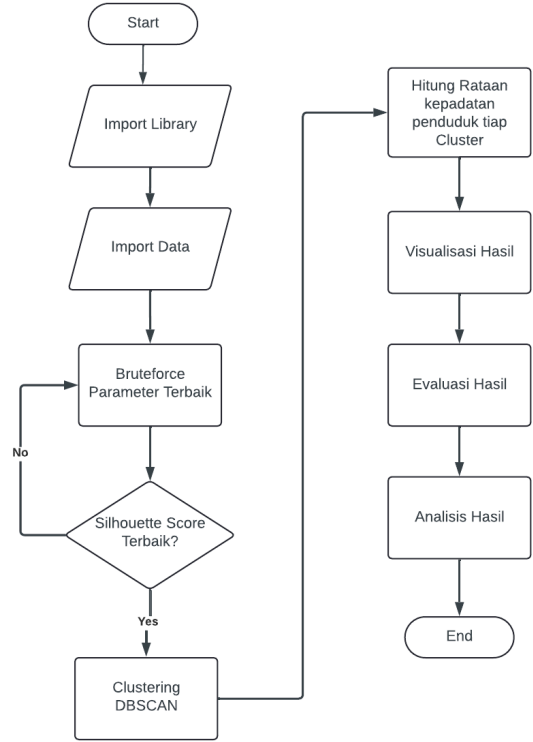 Start
Import Library
Import Data
Bruteforce
Parameter Terbaik
No
Silhouette Score
Terbaik?
Yes
Clustering
DBSCAN
Hitung Rataan
kepadatan
penduduk tiap
Cluster
Visualisasi Hasil
Evaluasi Hasil
Analisis Hasil
End